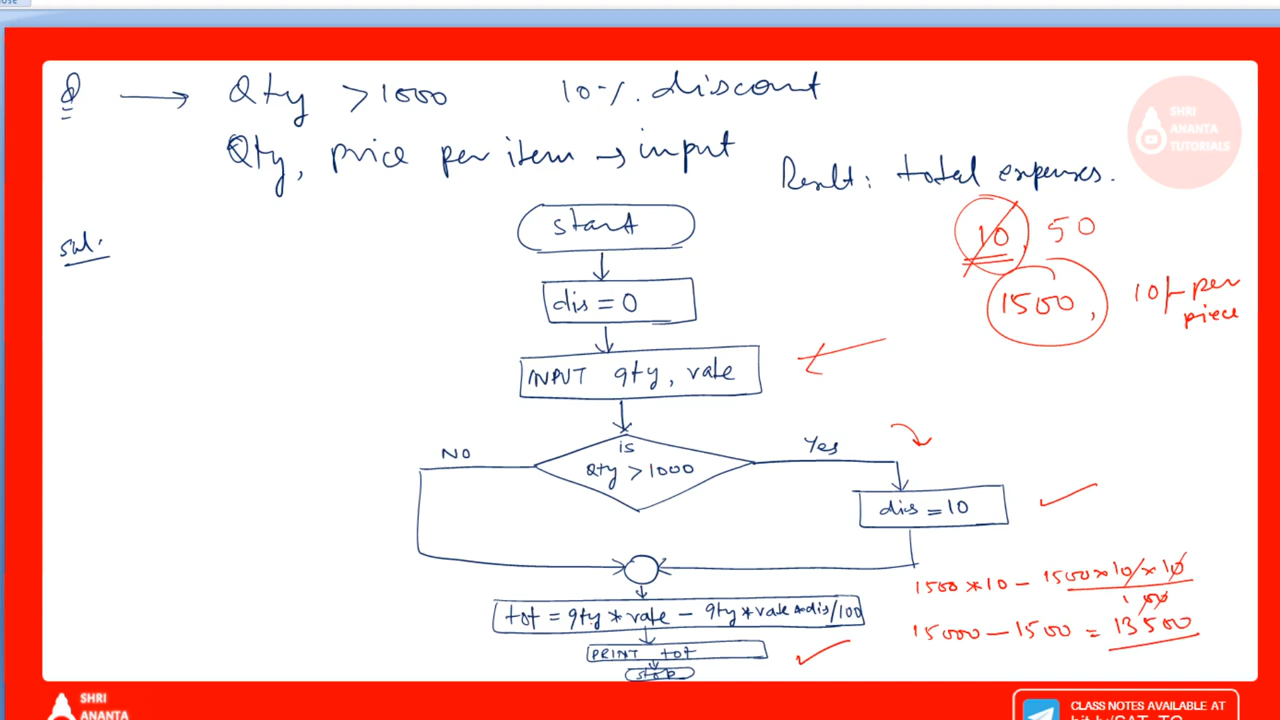 Q → Qty >1000 10% discount
Qty, price per item → input
Result: total expenses.
SHRI
ANANTA
TUTORIALS
sol:
start
10, 50
1500, 10/- per
piece
dis = 0
INPUT qty, rate
is
Qty >1000
NO
Yes
dis = 10
1500*10 - 1500×10×10
100
15000 - 1500 = 13500
tot = qty * rate - qty * rate * dis/100
PRINT tot
stop
SHRI
ANANTA
CLASS NOTES AVAILABLE AT